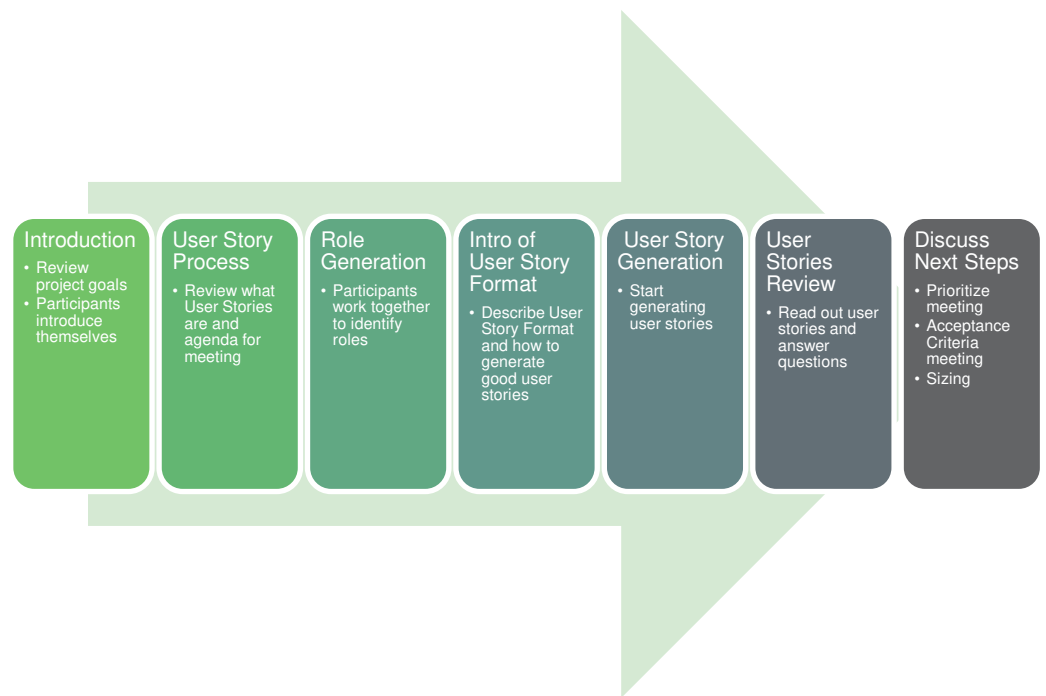 Introduction
• Review
project goals
• Participants
introduce
themselves
User Story
Process
• Review what
User Stories
are and
agenda for
meeting
Role
Generation
• Participants
work together
to identify
roles
Intro of
User Story
Format
• Describe User
Story Format
and how to
generate
good user
stories
User Story
Generation
• Start
generating
user stories
User
Stories
Review
• Read out user
stories and
answer
questions
Discuss
Next Steps
• Prioritize
meeting
• Acceptance
Criteria
meeting
• Sizing